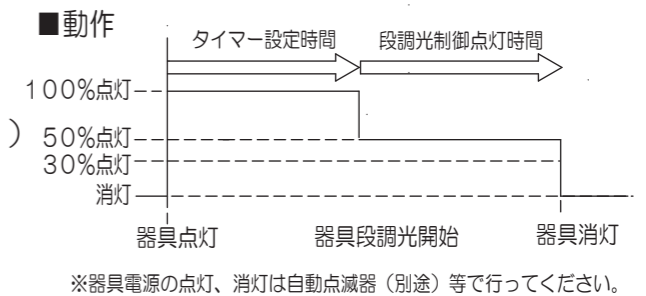 ■動作
タイマー設定時間 段調光制御点灯時間
100%点灯
) 50%点灯
30%点灯
消灯
器具点灯 器具段調光開始 器具消灯
※器具電源の点灯、消灯は自動点滅器（別途）等で行ってください。